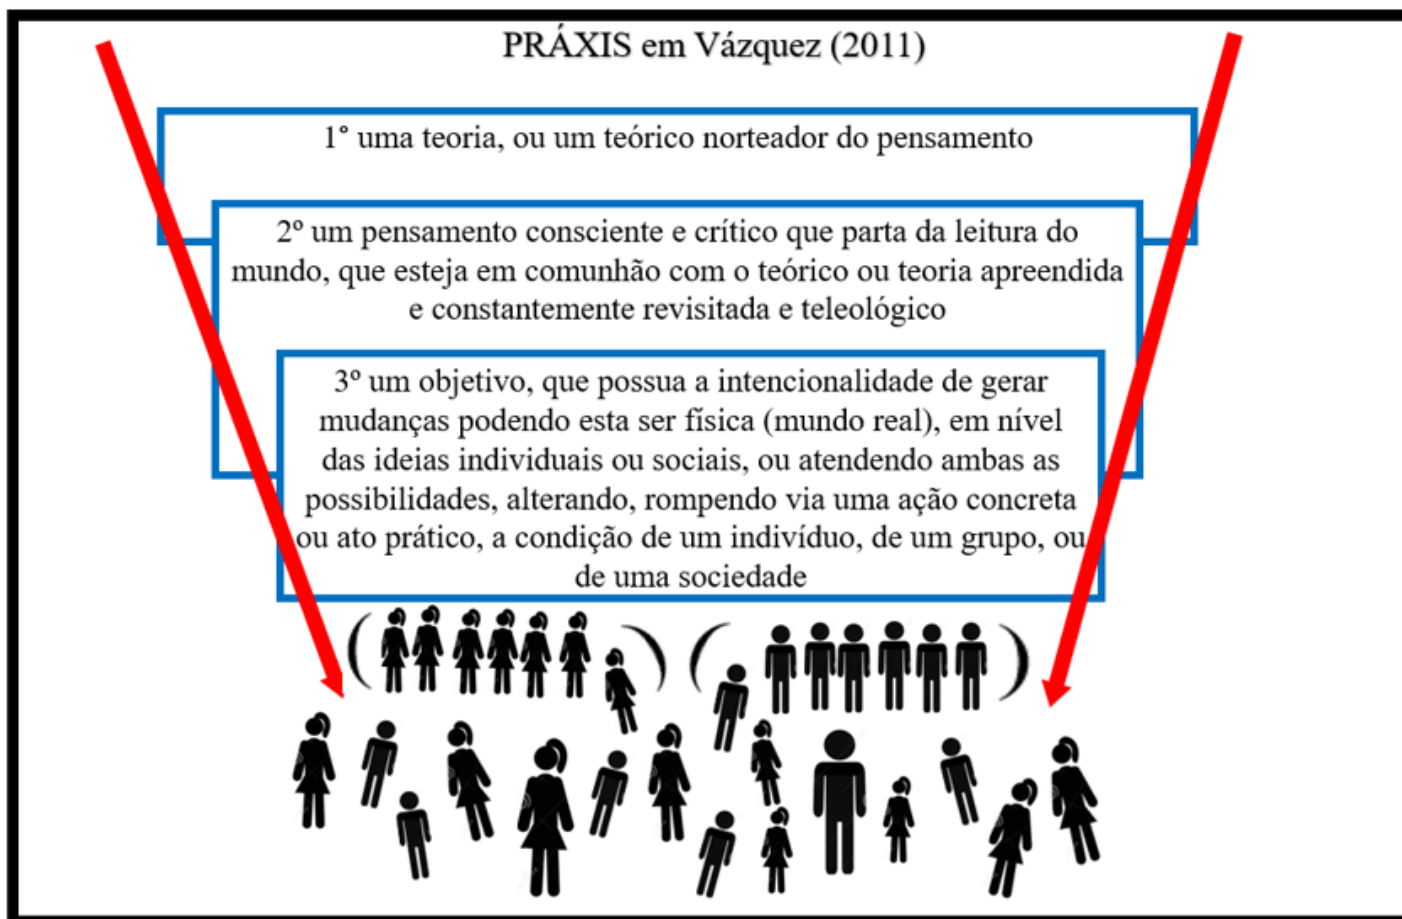 PRÁXIS em Vázquez (2011)
1° uma teoria, ou um teórico norteador do pensamento
2º um pensamento consciente e crítico que parta da leitura do
mundo, que esteja em comunhão com o teórico ou teoria apreendida
e constantemente revisitada e teleológico
3º um objetivo, que possua a intencionalidade de gerar
mudanças podendo esta ser física (mundo real), em nível
das ideias individuais ou sociais, ou atendendo ambas as
possibilidades, alterando, rompendo via uma ação concreta
ou ato prático, a condição de um indivíduo, de um grupo, ou
de uma sociedade